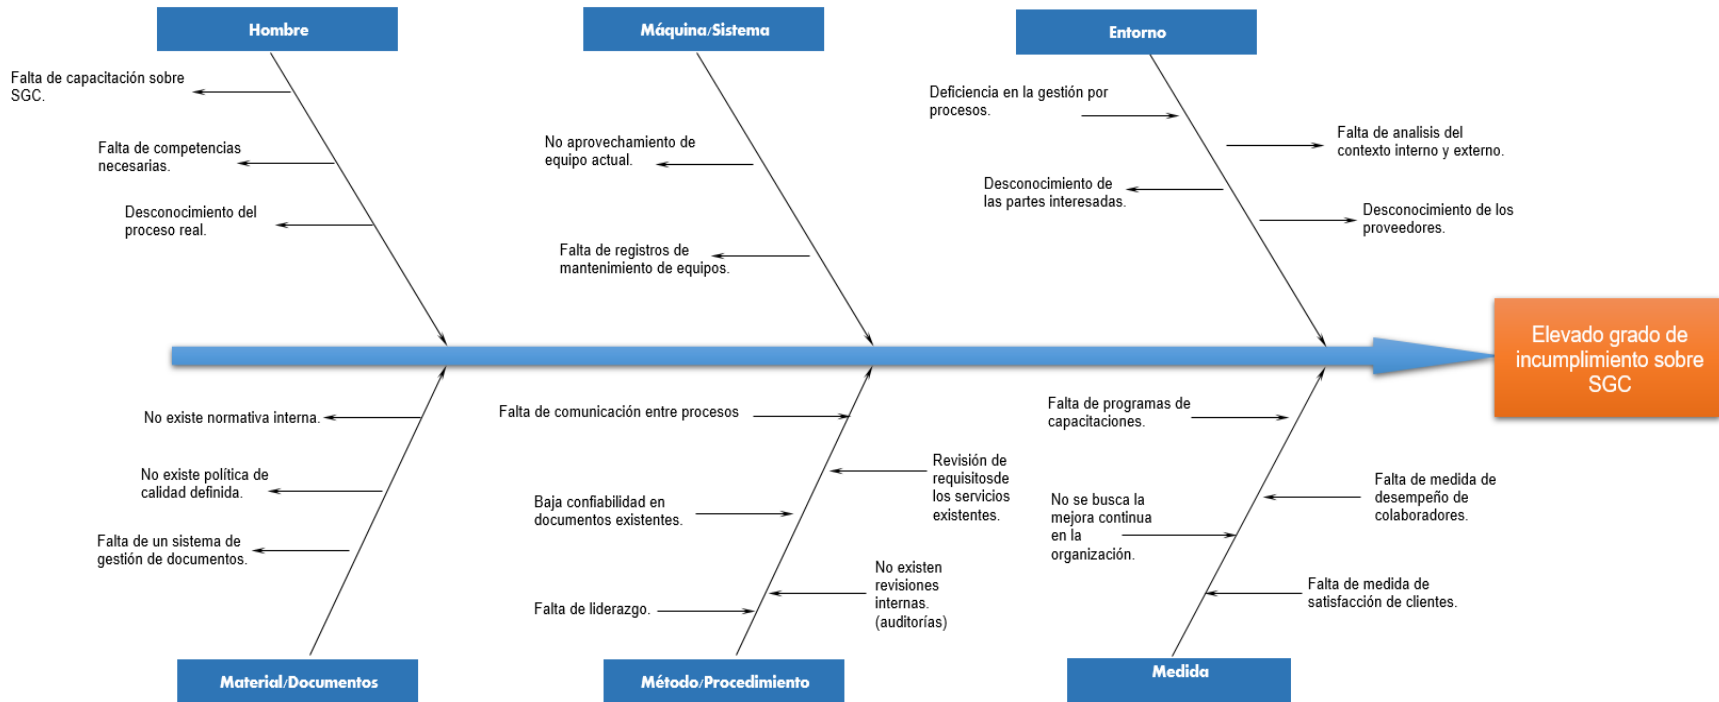 Hombre
Máquina/Sistema
Entorno
Falta de capacitación sobre
SGC.
Falta de competencias
necesarias.
Desconocimiento del
proceso real.
No aprovechamiento de
equipo actual.
Falta de registros de
mantenimiento de equipos.
Deficiencia en la gestión por
procesos.
Falta de analisis del
contexto interno y externo.
Desconocimiento de
las partes interesadas.
Desconocimiento de los
proveedores.
Elevado grado de
incumplimiento sobre
SGC
No existe normativa interna.
No existe política de
calidad definida.
Falta de un sistema de
gestión de documentos.
Falta de comunicación entre procesos
Revisión de
requisitosde
los servicios
existentes.
Baja confiabilidad en
documentos existentes.
No existen
revisiones
internas.
(auditorías)
Falta de liderazgo.
Falta de programas de
capacitaciones.
Falta de medida de
desempeño de
colaboradores.
No se busca la
mejora continua
en la
organización.
Falta de medida de
satisfacción de clientes.
Material/Documentos
Método/Procedimiento
Medida